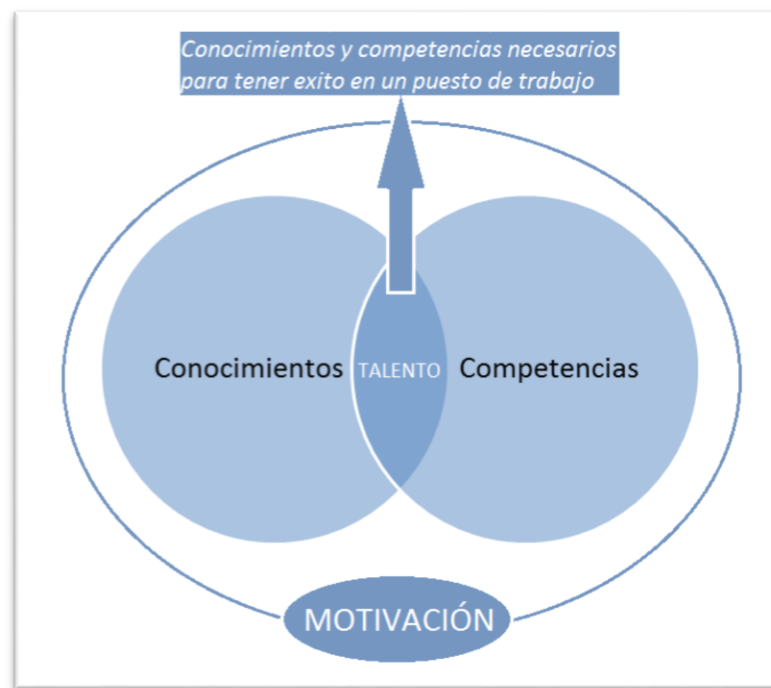 Conocimientos y competencias necesarios
para tener exito en un puesto de trabajo
Conocimientos
TALENTO
Competencias
MOTIVACIÓN